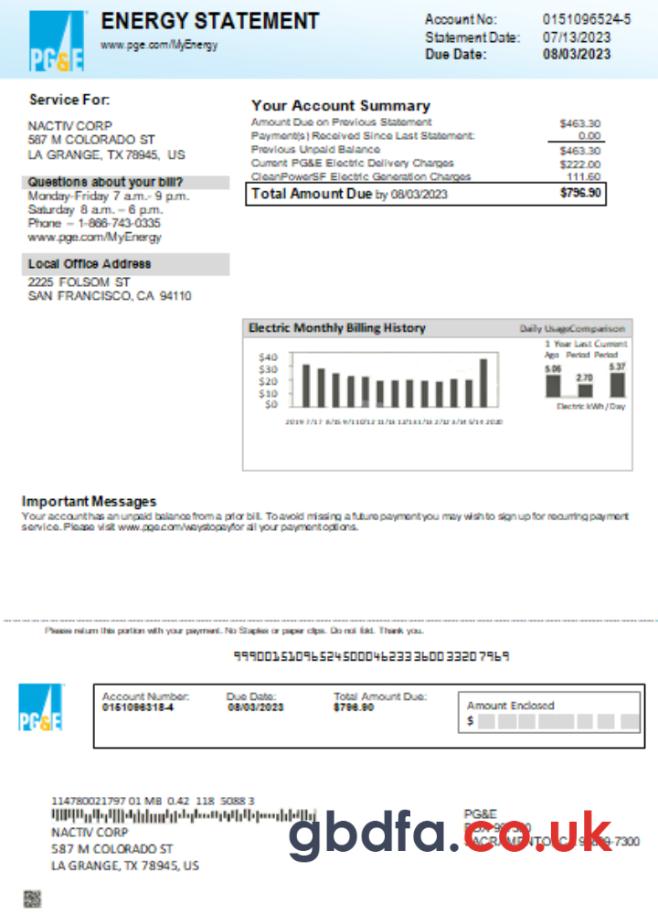 PG&E
ENERGY STATEMENT
www.pge.com/MyEnergy
Account No: 0151096524-5
Statement Date: 07/13/2023
Due Date: 08/03/2023
Service For:
NACTIV CORP
587 M COLORADO ST
LA GRANGE, TX 78945, US
Questions about your bill?
Monday-Friday 7 a.m.- 9 p.m.
Saturday 8 a.m. – 6 p.m.
Phone – 1-866-743-0335
www.pge.com/MyEnergy
Local Office Address
2225 FOLSOM ST
SAN FRANCISCO, CA 94110
Your Account Summary
Amount Due on Previous Statement $463.30
Payment(s) Received Since Last Statement: 0.00
Previous Unpaid Balance $463.30
Current PG&E Electric Delivery Charges $222.00
CleanPowerSF Electric Generation Charges 111.60
Total Amount Due by 08/03/2023 $796.90
Electric Monthly Billing History
Daily UsageComparison
1 Year Last Current
Ago Period Period
$40
$30
$20
$10
$0
5.06 2.70 5.37
Electric kWh / Day
Important Messages
Your account has an unpaid balance from a prior bill. To avoid missing a future payment you may wish to sign up for recurring payment
service. Please visit www.pge.com/waystopay for all your payment options.
Please return this portion with your payment. No Staples or paper clips. Do not fold. Thank you.
PG&E
Account Number: Due Date: Total Amount Due:
0151096318-4 08/03/2023 $796.90
Amount Enclosed
$
114780021797 01 MB 0.42 118 5088 3
NACTIV CORP
587 M COLORADO ST
LA GRANGE, TX 78945, US
PG&E
SACRAMENTO
gbdfa.co.uk